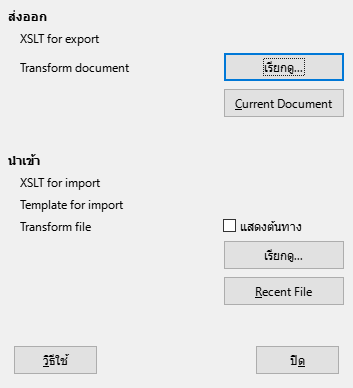 ส่งออก
XSLT for export
Transform document
เรียกดู...
Current Document
นำเข้า
XSLT for import
Template for import
Transform file
แสดงต้นทาง
เรียกดู...
Recent File
วิธีใช้
ปิด